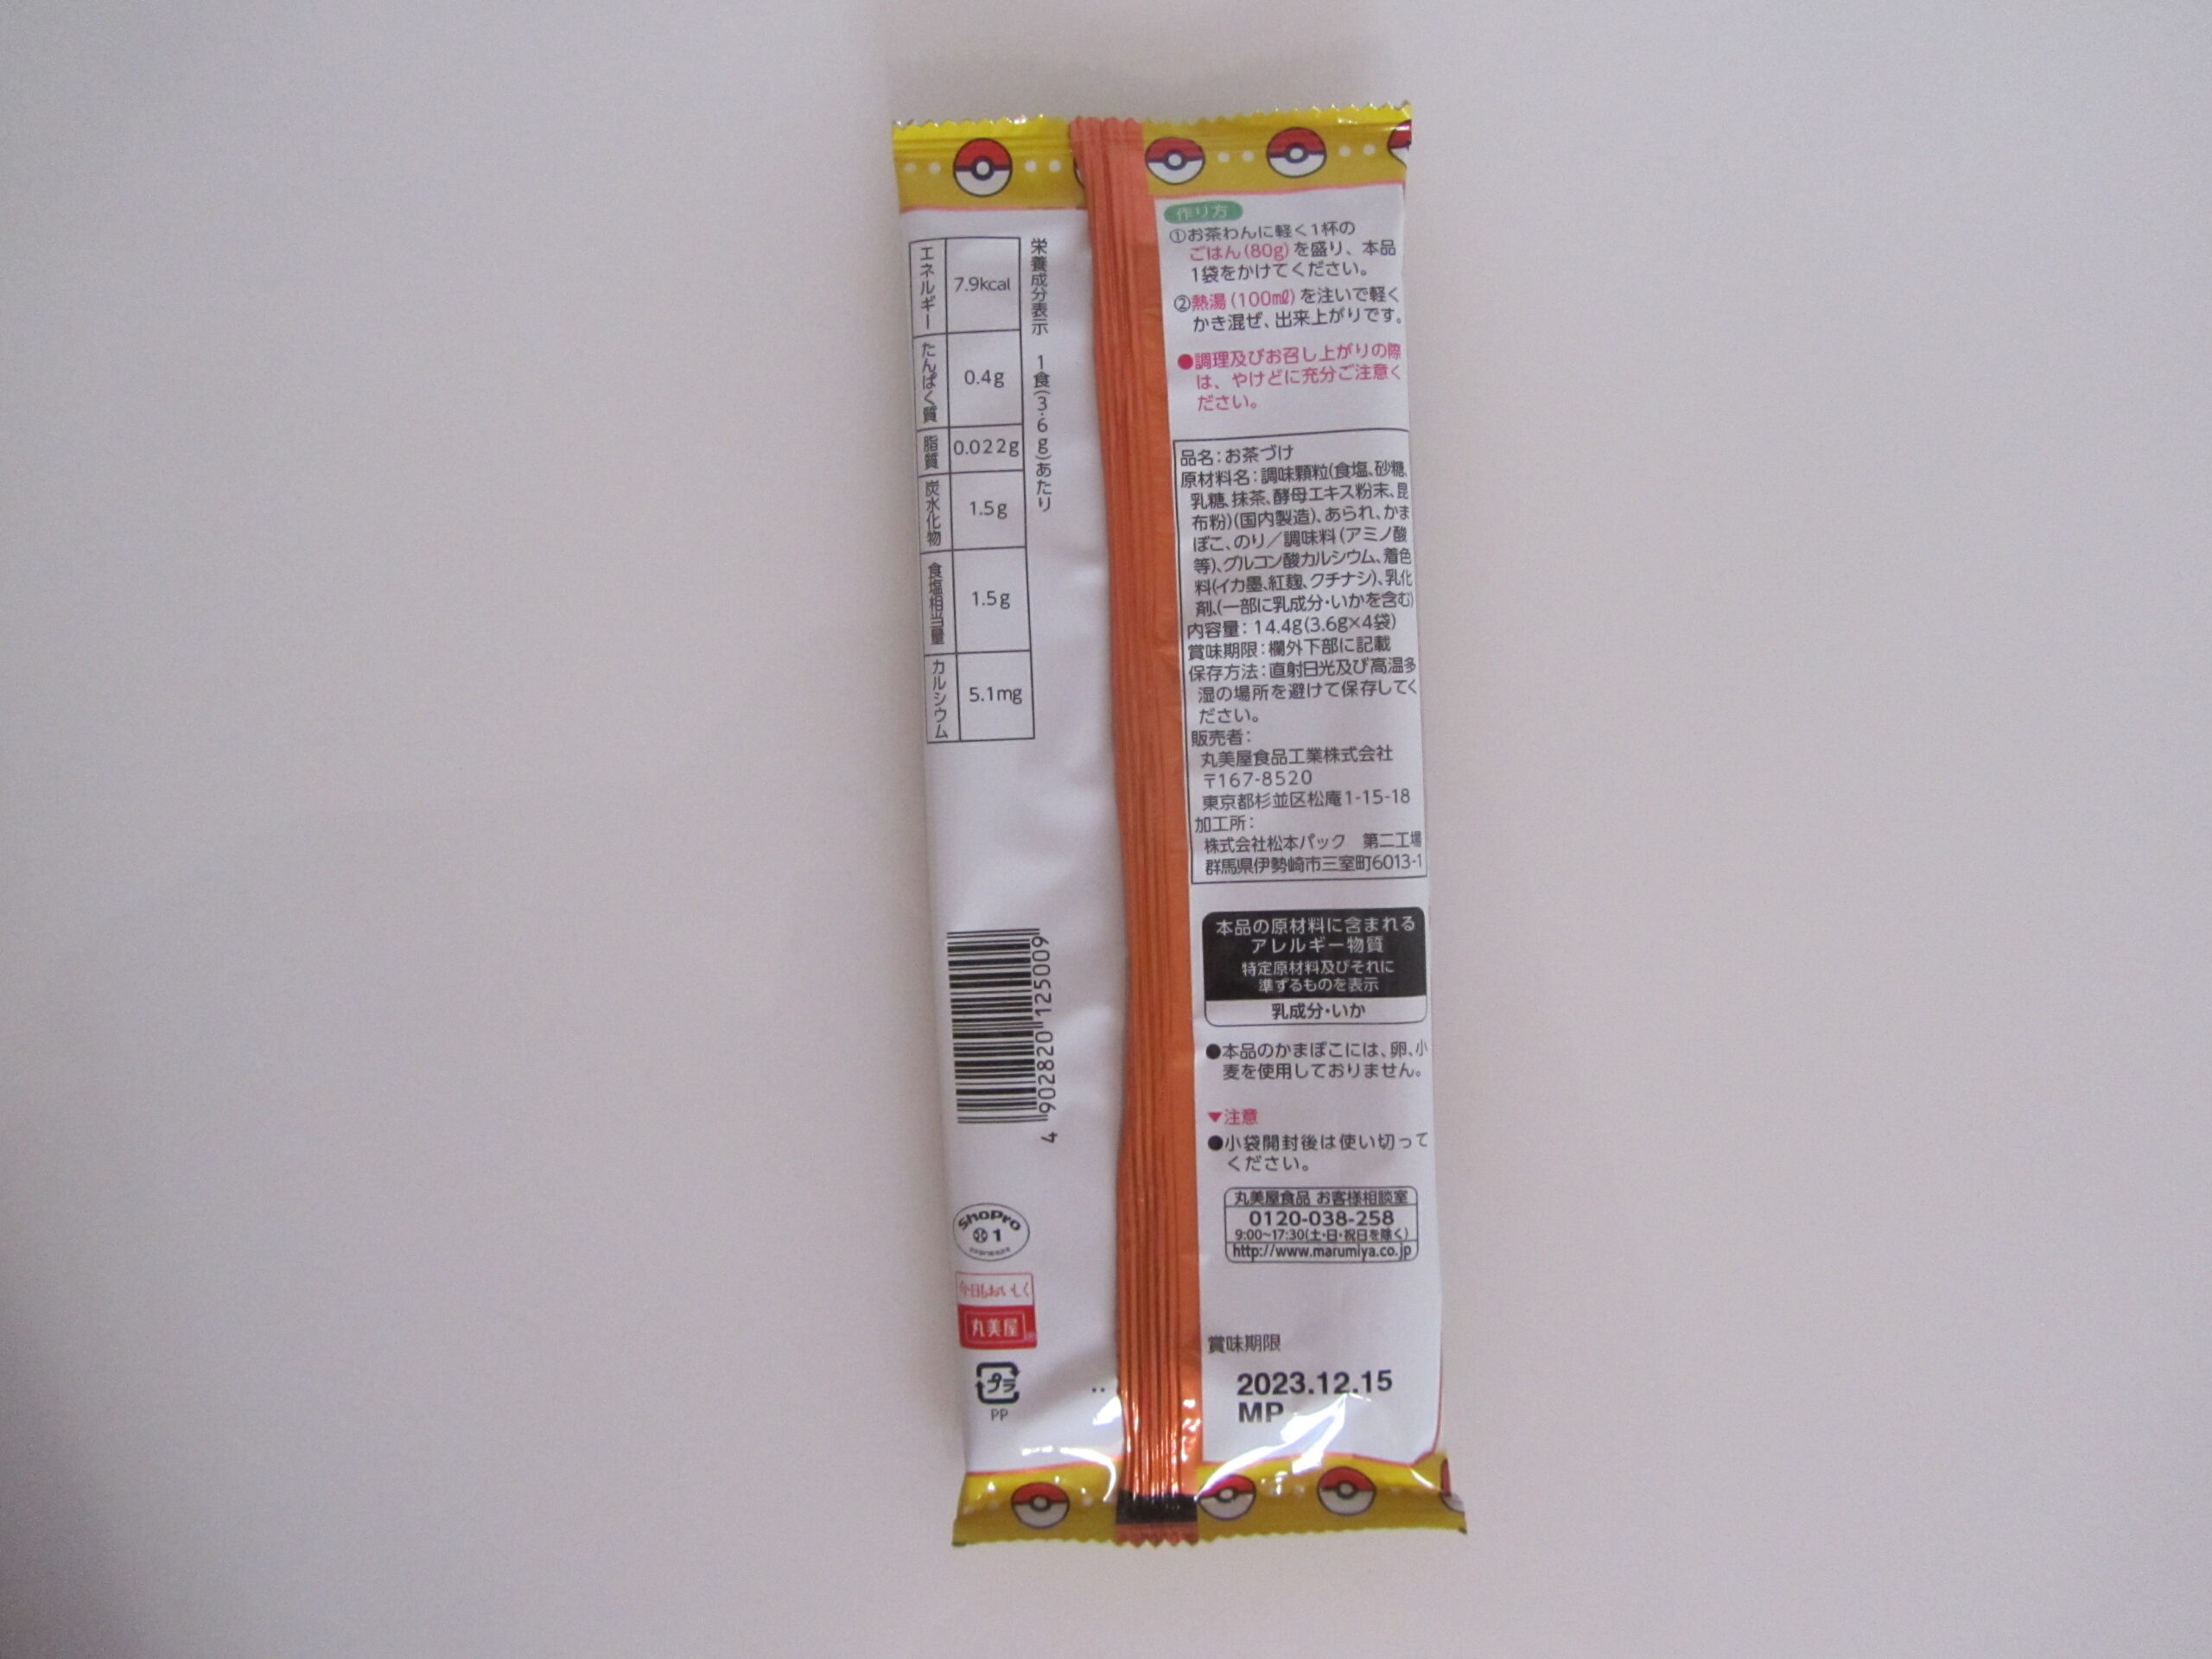 栄養成分表示 1食(3.6g)あたり
エネルギー 7.9kcal
たんぱく質 0.4g
脂質 0.022g
炭水化物 1.5g
食塩相当量 1.5g
カルシウム 5.1mg
4 902820 125009
ShoPro
1
今日もおいしく
丸美屋
プラ
PP
作り方
①お茶わんに軽く1杯の
ごはん(80g)を盛り、本品
1袋をかけてください。
②熱湯(100㎖)を注いで軽く
かき混ぜ、出来上がりです。
●調理及びお召し上がりの際
は、やけどに充分ご注意く
ださい。
品名:お茶づけ
原材料名:調味顆粒(食塩、砂糖、
乳糖、抹茶、酵母エキス粉末、昆
布粉)(国内製造)、あられ、かま
ぼこ、のり/調味料(アミノ酸
等)、グルコン酸カルシウム、着色
料(イカ墨、紅麹、クチナシ)、乳化
剤、(一部に乳成分・いかを含む)
内容量:14.4g(3.6g×4袋)
賞味期限:欄外下部に記載
保存方法:直射日光及び高温多
湿の場所を避けて保存してく
ださい。
販売者:
丸美屋食品工業株式会社
〒167-8520
東京都杉並区松庵1-15-18
加工所:
株式会社松本パック 第二工場
群馬県伊勢崎市三室町6013-1
本品の原材料に含まれる
アレルギー物質
特定原材料及びそれに
準ずるものを表示
乳成分・いか
●本品のかまぼこには、卵、小
麦を使用しておりません。
▼注意
●小袋開封後は使い切って
ください。
丸美屋食品 お客様相談室
0120-038-258
9:00~17:30(土・日・祝日を除く)
http://www.marumiya.co.jp
賞味期限
2023.12.15
MP